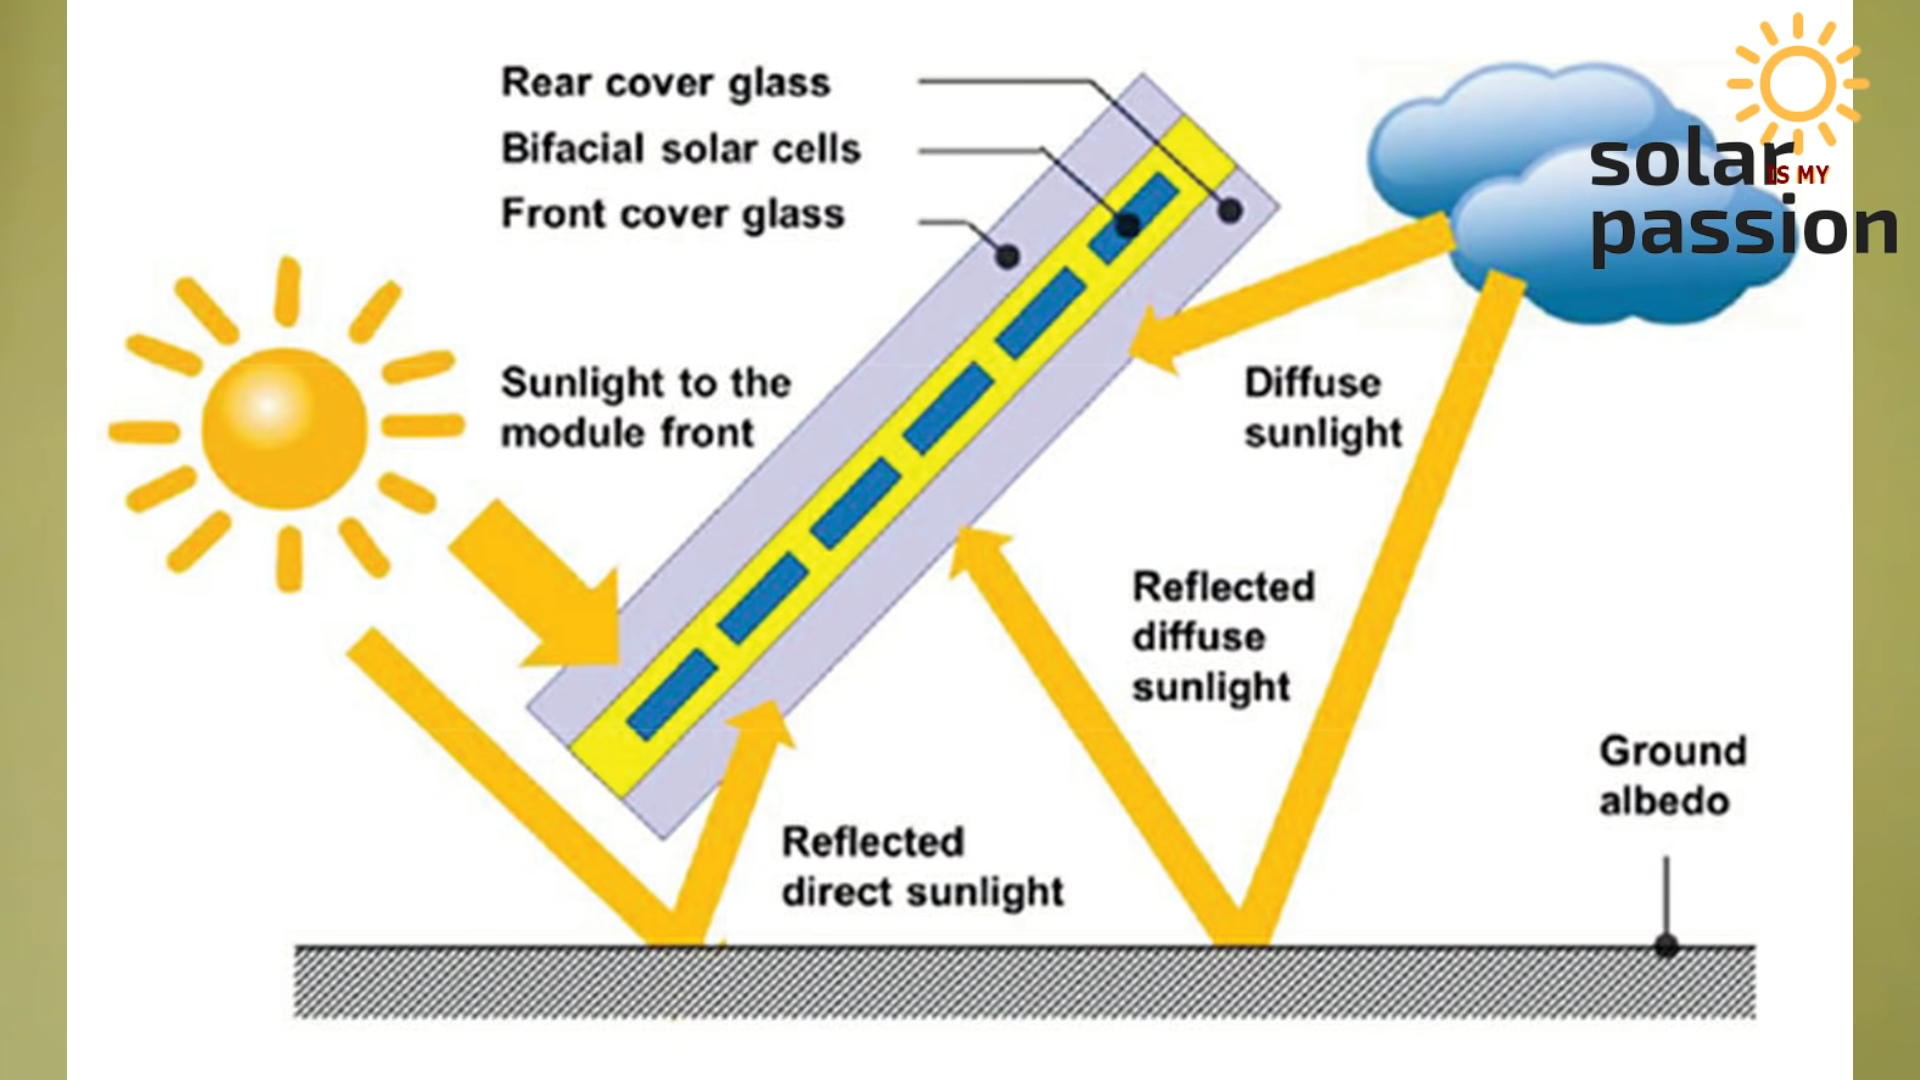 Rear cover glass
Bifacial solar cells
Front cover glass
solar
IS MY
passion
Sunlight to the
module front
Diffuse
sunlight
Reflected
diffuse
sunlight
Ground
albedo
Reflected
direct sunlight